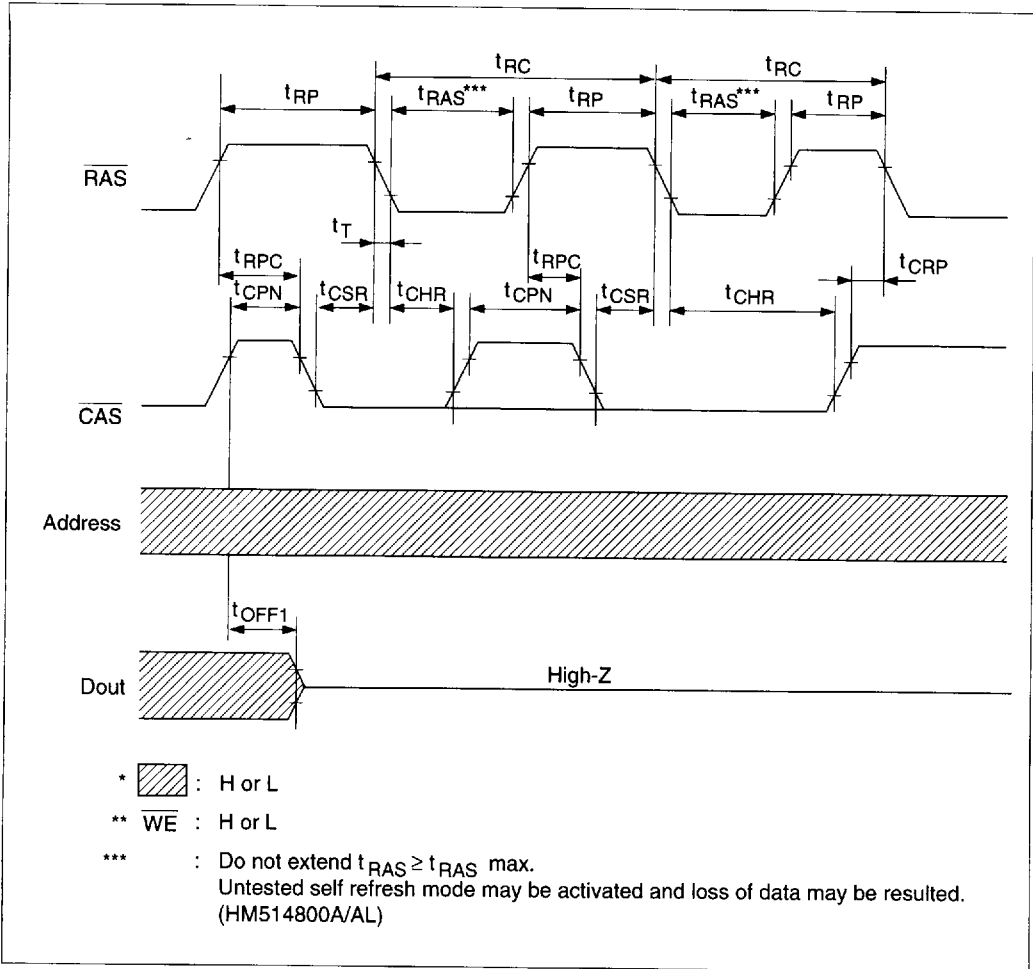 tRC tRC
tRP tRAS*** tRP tRAS*** tRP
RAS
tT
tRPC tRPC tCRP
tCPN tCSR tCHR tCPN tCSR tCHR
CAS
Address
tOFF1
Dout High-Z
* : H or L
** WE : H or L
*** : Do not extend tRAS ≥ tRAS max.
Untested self refresh mode may be activated and loss of data may be resulted.
(HM514800A/AL)